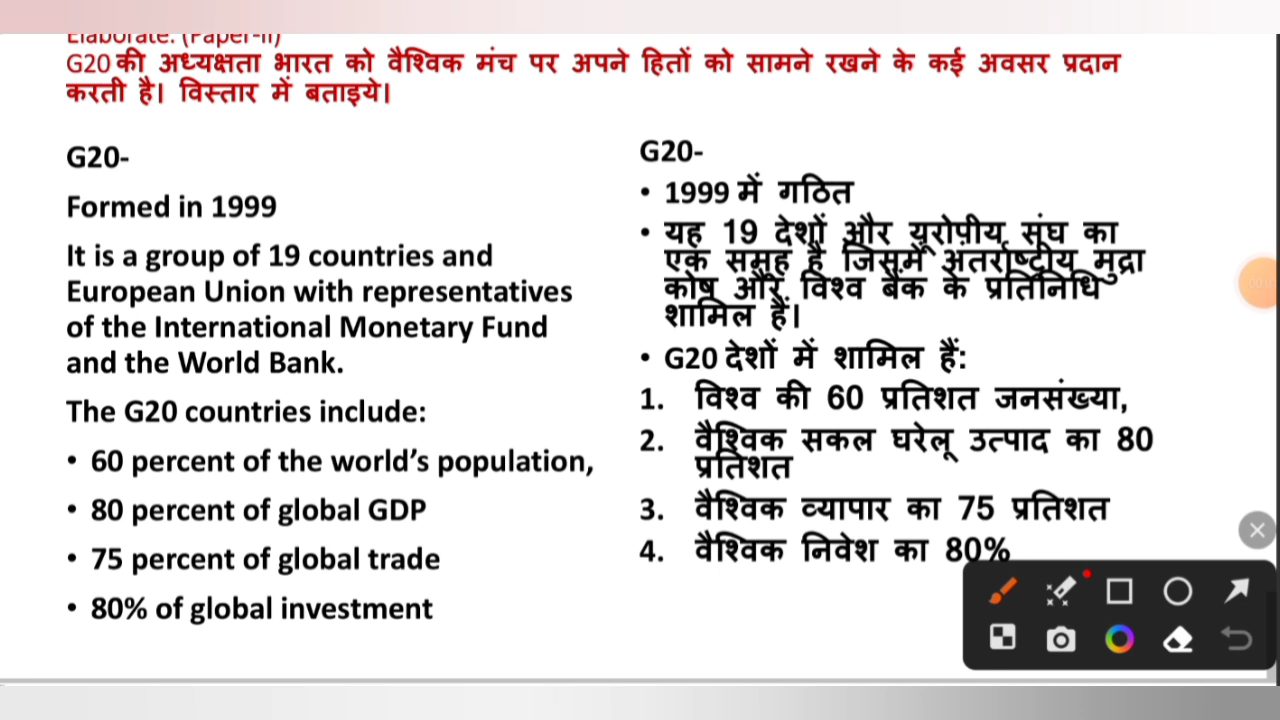 Elaborate. (Paper-II)
G20 की अध्यक्षता भारत को वैश्विक मंच पर अपने हितों को सामने रखने के कई अवसर प्रदान
करती है। विस्तार में बताइये।
G20-
Formed in 1999
It is a group of 19 countries and
European Union with representatives
of the International Monetary Fund
and the World Bank.
The G20 countries include:
• 60 percent of the world’s population,
• 80 percent of global GDP
• 75 percent of global trade
• 80% of global investment
G20-
• 1999 में गठित
• यह 19 देशों और यूरोपीय संघ का
एक समूह है जिसमें अंतर्राष्ट्रीय मुद्रा
कोष और विश्व बैंक के प्रतिनिधि
शामिल हैं।
• G20 देशों में शामिल हैं:
1. विश्व की 60 प्रतिशत जनसंख्या,
2. वैश्विक सकल घरेलू उत्पाद का 80
प्रतिशत
3. वैश्विक व्यापार का 75 प्रतिशत
4. वैश्विक निवेश का 80%